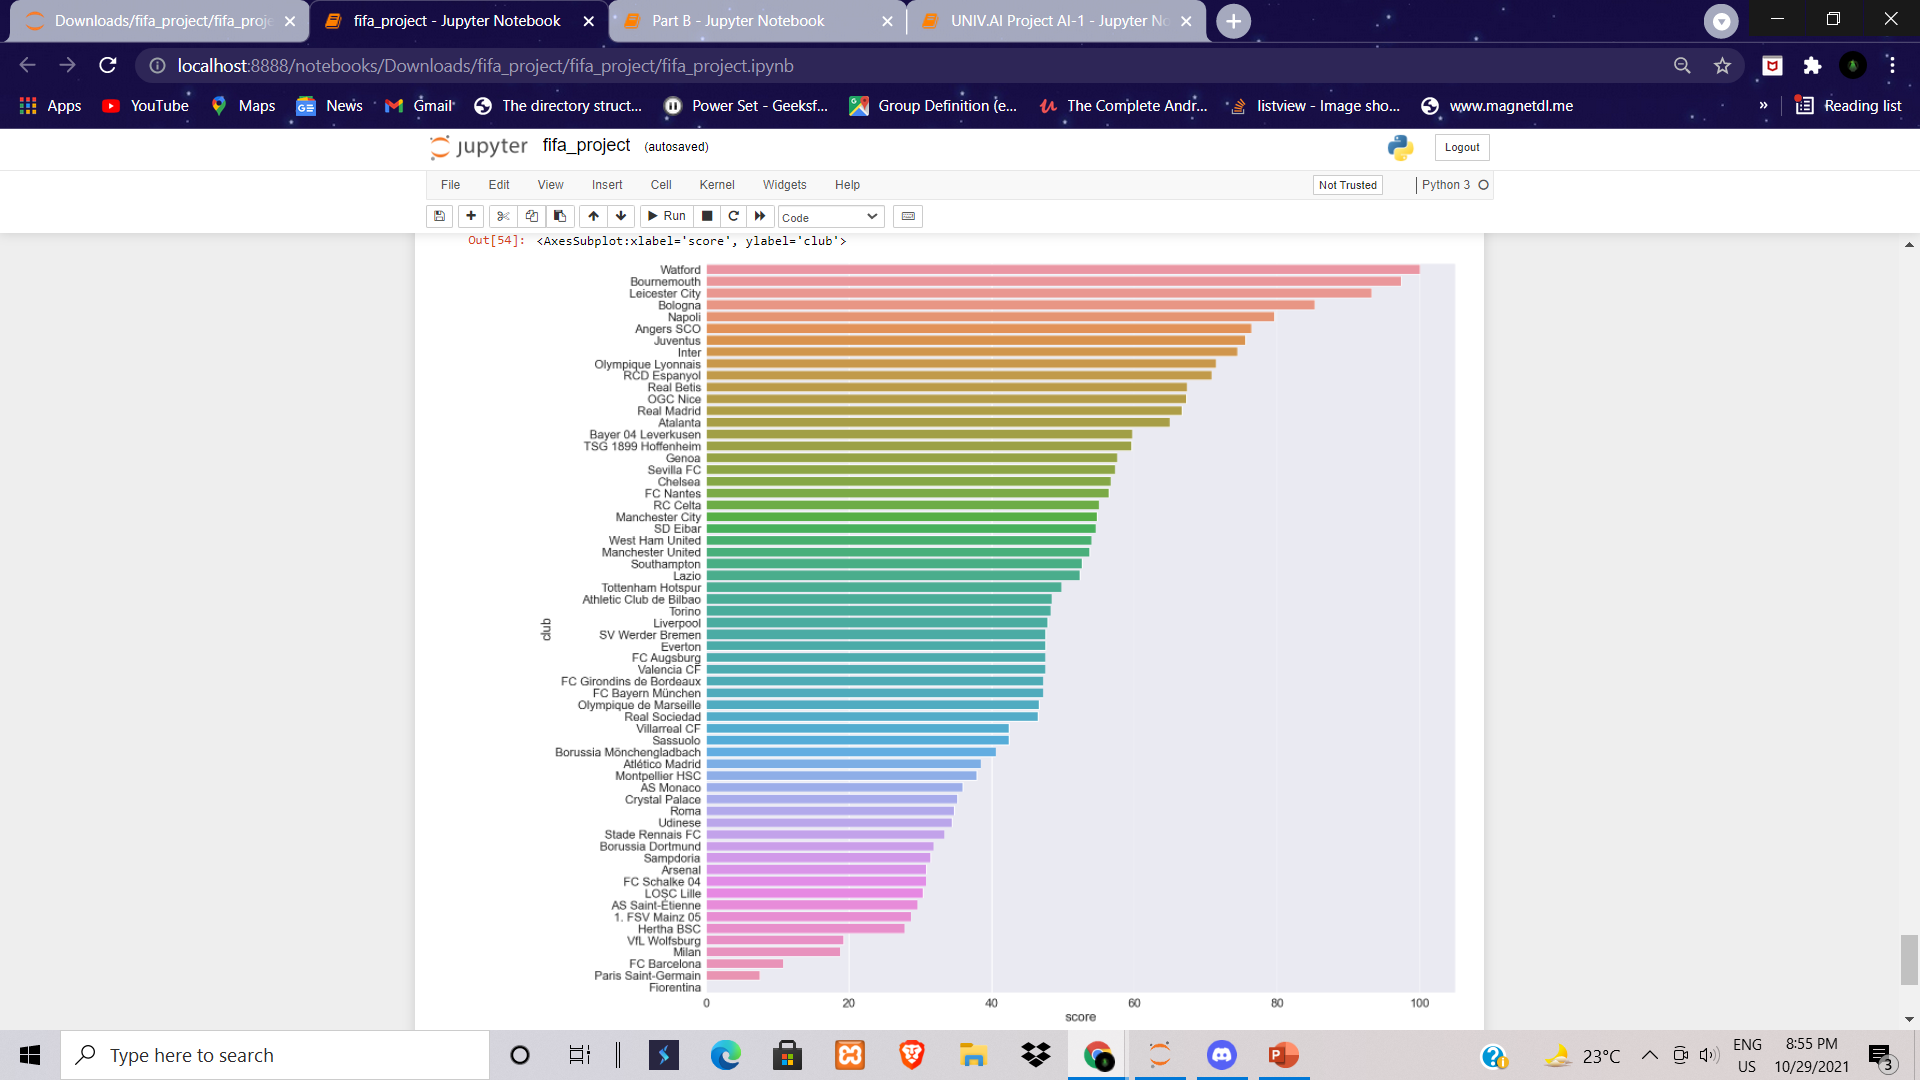 Downloads/fifa_project/fifa_proje
fifa_project - Jupyter Notebook
Part B - Jupyter Notebook
UNIV.AI Project AI-1 - Jupyter No
localhost:8888/notebooks/Downloads/fifa_project/fifa_project/fifa_project.ipynb
Apps YouTube Maps News Gmail The directory struct... Power Set - Geeksf... Group Definition (e... The Complete Andr... listview - Image sho... www.magnetdl.me » Reading list
jupyter fifa_project (autosaved) Logout
File Edit View Insert Cell Kernel Widgets Help Not Trusted Python 3
Run Code
Out[54]: <AxesSubplot:xlabel='score', ylabel='club'>
Watford
Bournemouth
Leicester City
Bologna
Napoli
Angers SCO
Juventus
Inter
Olympique Lyonnais
RCD Espanyol
Real Betis
OGC Nice
Real Madrid
Atalanta
Bayer 04 Leverkusen
TSG 1899 Hoffenheim
Genoa
Sevilla FC
Chelsea
FC Nantes
RC Celta
Manchester City
SD Eibar
West Ham United
Manchester United
Southampton
Lazio
Tottenham Hotspur
Athletic Club de Bilbao
Torino
Liverpool
SV Werder Bremen
Everton
FC Augsburg
Valencia CF
FC Girondins de Bordeaux
FC Bayern München
Olympique de Marseille
Real Sociedad
Villarreal CF
Sassuolo
Borussia Mönchengladbach
Atlético Madrid
Montpellier HSC
AS Monaco
Crystal Palace
Roma
Udinese
Stade Rennais FC
Borussia Dortmund
Sampdoria
Arsenal
FC Schalke 04
LOSC Lille
AS Saint-Étienne
1. FSV Mainz 05
Hertha BSC
VfL Wolfsburg
Milan
FC Barcelona
Paris Saint-Germain
Fiorentina
club
0 20 40 60 80 100
score
Type here to search
23°C
ENG
US
8:55 PM
10/29/2021
3